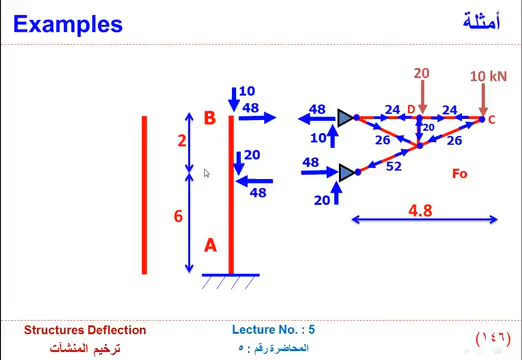 Examples
أمثلة
10
48
B
2
20
48
6
A
20
10 kN
48
24
D
24
C
10
20
26
26
48
52
Fo
20
4.8
Structures Deflection
ترخيم المنشآت
Lecture No. : 5
المحاضرة رقم : ٥
(١٤٦)